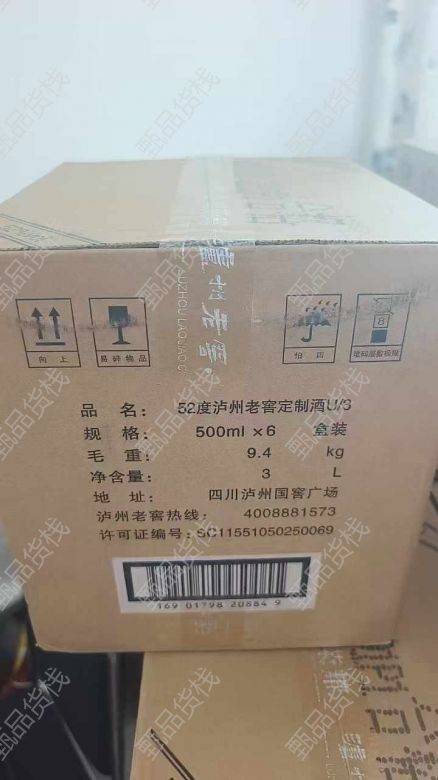 泸州老窖
LUZHOU LAOJIAO
向上
易碎物品
怕雨
8
堆码层数极限
品名：52度泸州老窖定制酒U/3
规格：500ml×6 盒装
毛重：9.4 kg
净含量：3 L
地址：四川泸州国窖广场
泸州老窖热线：4008881573
许可证编号：SC11551050250069
169 01798 20884 9
甄品货栈